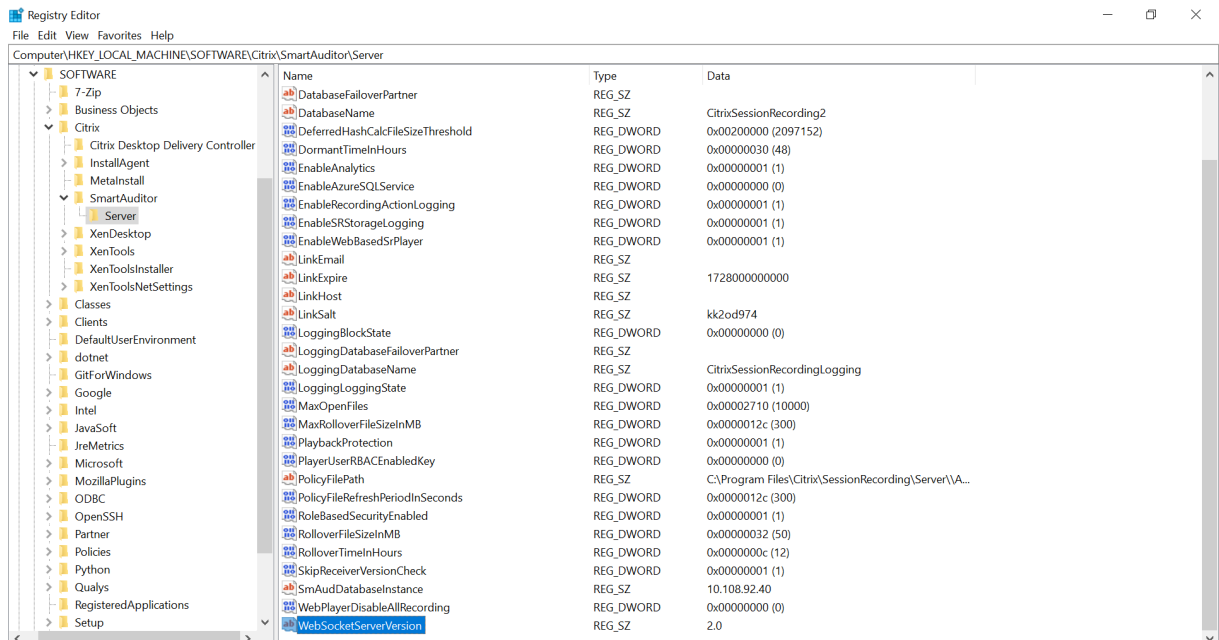 Registry Editor
File Edit View Favorites Help
Computer\HKEY_LOCAL_MACHINE\SOFTWARE\Citrix\SmartAuditor\Server
SOFTWARE
7-Zip
Business Objects
Citrix
Citrix Desktop Delivery Controller
InstallAgent
MetaInstall
SmartAuditor
Server
XenDesktop
XenTools
XenToolsInstaller
XenToolsNetSettings
Classes
Clients
DefaultUserEnvironment
dotnet
GitForWindows
Google
Intel
JavaSoft
JreMetrics
Microsoft
MozillaPlugins
ODBC
OpenSSH
Partner
Policies
Python
Qualys
RegisteredApplications
Setup
Name Type Data
DatabaseFailoverPartner REG_SZ
DatabaseName REG_SZ CitrixSessionRecording2
DeferredHashCalcFileSizeThreshold REG_DWORD 0x00200000 (2097152)
DormantTimeInHours REG_DWORD 0x00000030 (48)
EnableAnalytics REG_DWORD 0x00000001 (1)
EnableAzureSQLService REG_DWORD 0x00000000 (0)
EnableRecordingActionLogging REG_DWORD 0x00000001 (1)
EnableSRStorageLogging REG_DWORD 0x00000001 (1)
EnableWebBasedSrPlayer REG_DWORD 0x00000001 (1)
LinkEmail REG_SZ
LinkExpire REG_SZ 1728000000000
LinkHost REG_SZ
LinkSalt REG_SZ kk2od974
LoggingBlockState REG_DWORD 0x00000000 (0)
LoggingDatabaseFailoverPartner REG_SZ
LoggingDatabaseName REG_SZ CitrixSessionRecordingLogging
LoggingLoggingState REG_DWORD 0x00000001 (1)
MaxOpenFiles REG_DWORD 0x00002710 (10000)
MaxRolloverFileSizeInMB REG_DWORD 0x0000012c (300)
PlaybackProtection REG_DWORD 0x00000001 (1)
PlayerUserRBACEnabledKey REG_DWORD 0x00000000 (0)
PolicyFilePath REG_SZ C:\Program Files\Citrix\SessionRecording\Server\\A...
PolicyFileRefreshPeriodInSeconds REG_DWORD 0x0000012c (300)
RoleBasedSecurityEnabled REG_DWORD 0x00000001 (1)
RolloverFileSizeInMB REG_DWORD 0x00000032 (50)
RolloverTimeInHours REG_DWORD 0x0000000c (12)
SkipReceiverVersionCheck REG_DWORD 0x00000001 (1)
SmAudDatabaseInstance REG_SZ 10.108.92.40
WebPlayerDisableAllRecording REG_DWORD 0x00000000 (0)
WebSocketServerVersion REG_SZ 2.0